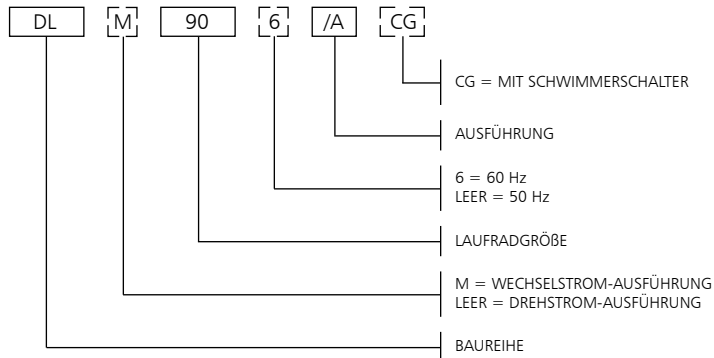 DL M 90 6 /A CG
CG = MIT SCHWIMMERSCHALTER
AUSFÜHRUNG
6 = 60 Hz
LEER = 50 Hz
LAUFRADGRÖßE
M = WECHSELSTROM-AUSFÜHRUNG
LEER = DREHSTROM-AUSFÜHRUNG
BAUREIHE